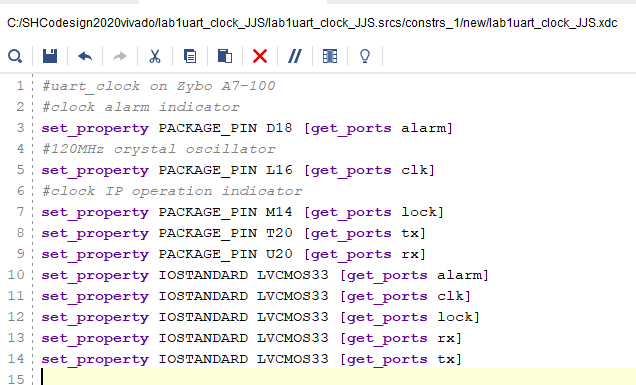 C:/SHCodesign2020vivado/lab1uart_clock_JJS/lab1uart_clock_JJS.srcs/constrs_1/new/lab1uart_clock_JJS.xdc
1 #uart_clock on Zybo A7-100
2 #clock alarm indicator
3 set_property PACKAGE_PIN D18 [get_ports alarm]
4 #120MHz crystal oscillator
5 set_property PACKAGE_PIN L16 [get_ports clk]
6 #clock IP operation indicator
7 set_property PACKAGE_PIN M14 [get_ports lock]
8 set_property PACKAGE_PIN T20 [get_ports tx]
9 set_property PACKAGE_PIN U20 [get_ports rx]
10 set_property IOSTANDARD LVCMOS33 [get_ports alarm]
11 set_property IOSTANDARD LVCMOS33 [get_ports clk]
12 set_property IOSTANDARD LVCMOS33 [get_ports lock]
13 set_property IOSTANDARD LVCMOS33 [get_ports rx]
14 set_property IOSTANDARD LVCMOS33 [get_ports tx]
15